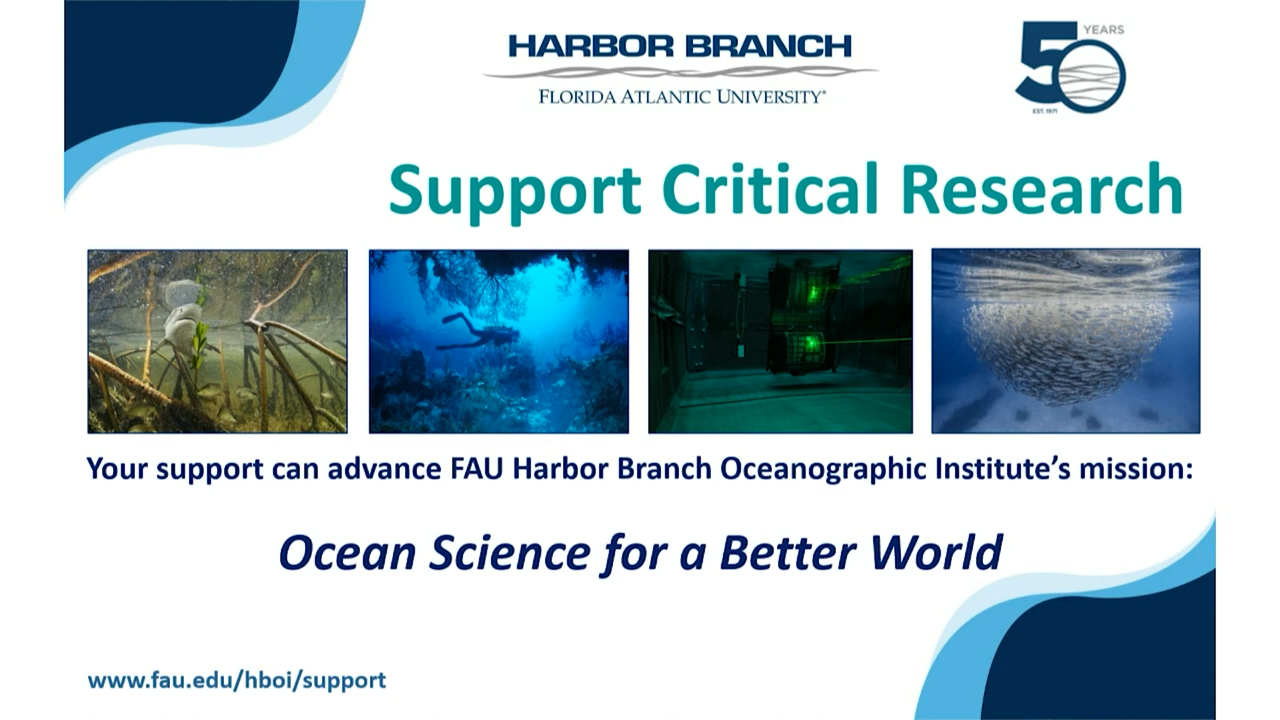 HARBOR BRANCH
FLORIDA ATLANTIC UNIVERSITY®
50 YEARS
EST. 1971
Support Critical Research
Your support can advance FAU Harbor Branch Oceanographic Institute's mission:
Ocean Science for a Better World
www.fau.edu/hboi/support